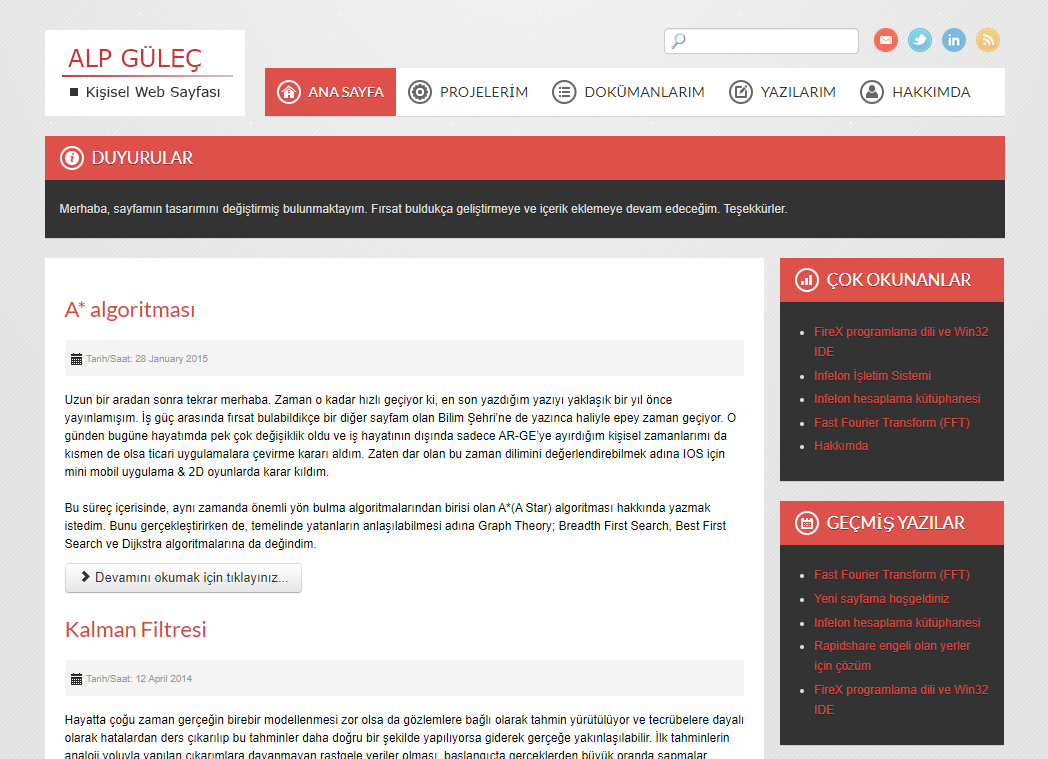 ALP GÜLEÇ
Kişisel Web Sayfası
ANA SAYFA
PROJELERİM
DOKÜMANLARIM
YAZILARIM
HAKKIMDA
DUYURULAR
Merhaba, sayfamın tasarımını değiştirmiş bulunmaktayım. Fırsat buldukça geliştirmeye ve içerik eklemeye devam edeceğim. Teşekkürler.
A* algoritması
Tarih/Saat: 28 January 2015
Uzun bir aradan sonra tekrar merhaba. Zaman o kadar hızlı geçiyor ki, en son yazdığım yazıyı yaklaşık bir yıl önce
yayınlamışım. İş güç arasında fırsat bulabildikçe bir diğer sayfam olan Bilim Şehri’ne de yazınca haliyle epey zaman geçiyor. O
günden bugüne hayatımda pek çok değişiklik oldu ve iş hayatının dışında sadece AR-GE’ye ayırdığım kişisel zamanlarımı da
kısmen de olsa ticari uygulamalara çevirme kararı aldım. Zaten dar olan bu zaman dilimini değerlendirebilmek adına IOS için
mini mobil uygulama & 2D oyunlarda karar kıldım.
Bu süreç içerisinde, aynı zamanda önemli yön bulma algoritmalarından birisi olan A*(A Star) algoritması hakkında yazmak
istedim. Bunu gerçekleştirirken de, temelinde yatanların anlaşılabilmesi adına Graph Theory; Breadth First Search, Best First
Search ve Dijkstra algoritmalarına da değindim.
Devamını okumak için tıklayınız...
Kalman Filtresi
Tarih/Saat: 12 April 2014
Hayatta çoğu zaman gerçeğin birebir modellenmesi zor olsa da gözlemlere bağlı olarak tahmin yürütülüyor ve tecrübelere dayalı
olarak hatalardan ders çıkarılıp bu tahminler daha doğru bir şekilde yapılıyorsa giderek gerçeğe yakınlaşılabilir. İlk tahminlerin
analoji yoluyla yapılan çıkarımlara dayanmayan rastgele veriler olması, başlangıçta gerçeklerden büyük oranda sapmalar
ÇOK OKUNANLAR
FireX programlama dili ve Win32
IDE
Infelon İşletim Sistemi
Infelon hesaplama kütüphanesi
Fast Fourier Transform (FFT)
Hakkımda
GEÇMİŞ YAZILAR
Fast Fourier Transform (FFT)
Yeni sayfama hoşgeldiniz
Infelon hesaplama kütüphanesi
Rapidshare engeli olan yerler
için çözüm
FireX programlama dili ve Win32
IDE